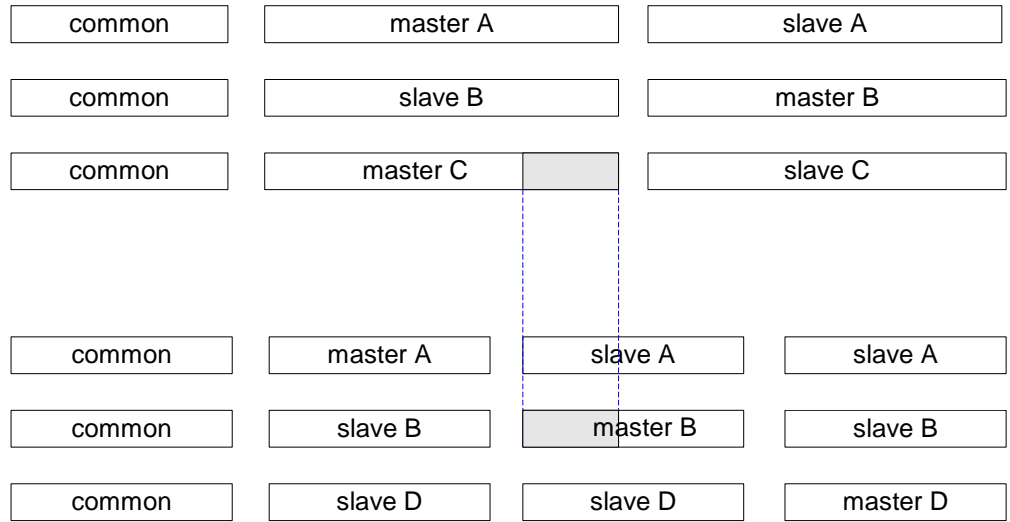 common master A slave A
common slave B master B
common master C slave C
common master A slave A slave A
common slave B master B slave B
common slave D slave D master D